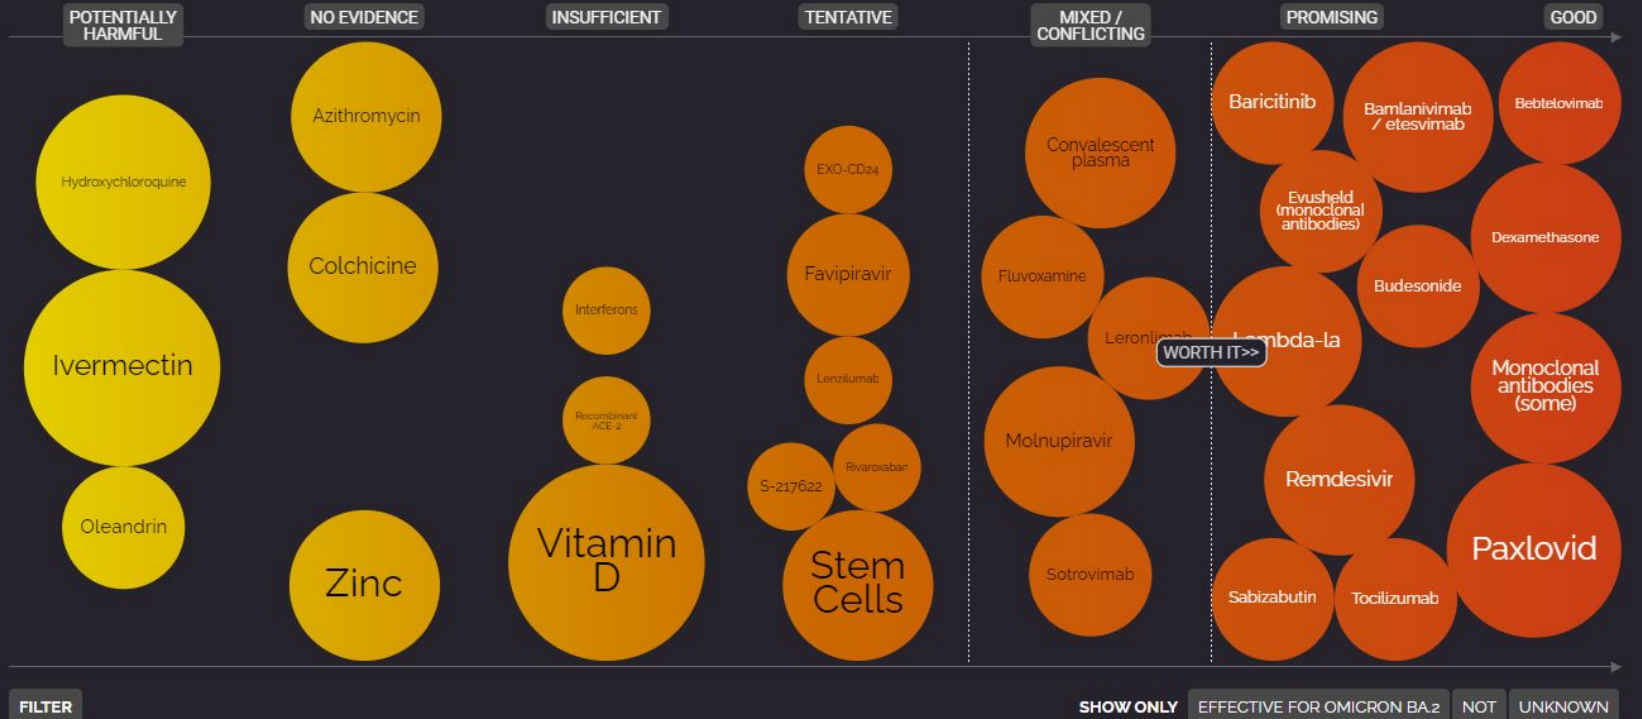 POTENTIALLY
HARMFUL
NO EVIDENCE
INSUFFICIENT
TENTATIVE
MIXED /
CONFLICTING
PROMISING
GOOD
Hydroxychloroquine
Ivermectin
Oleandrin
Azithromycin
Colchicine
Zinc
Interferons
Recombinant
ACE-2
Vitamin
D
EXO-CD24
Favipiravir
Lenzilumab
S-217622
Rivaroxaban
Stem
Cells
Convalescent
plasma
Fluvoxamine
Leronlimab
WORTH IT>>
Molnupiravir
Sotrovimab
Baricitinib
Bamlanivimab
/ etesvimab
Evusheld
(monoclonal
antibodies)
Budesonide
Lambda-la
Remdesivir
Sabizabutin
Tocilizumab
Bebtelovimab
Dexamethasone
Monoclonal
antibodies
(some)
Paxlovid
FILTER
SHOW ONLY
EFFECTIVE FOR OMICRON BA.2
NOT
UNKNOWN